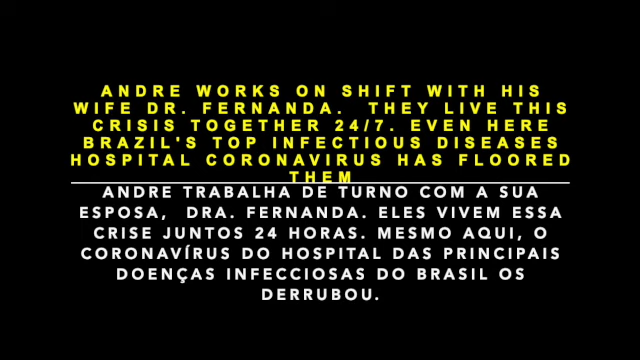 ANDRE WORKS ON SHIFT WITH HIS
WIFE DR. FERNANDA. THEY LIVE THIS
CRISIS TOGETHER 24/7. EVEN HERE
BRAZIL'S TOP INFECTIOUS DISEASES
HOSPITAL CORONAVIRUS HAS FLOORED
THEM
ANDRE TRABALHA DE TURNO COM A SUA
ESPOSA, DRA. FERNANDA. ELES VIVEM ESSA
CRISE JUNTOS 24 HORAS. MESMO AQUI, O
CORONAVÍRUS DO HOSPITAL DAS PRINCIPAIS
DOENÇAS INFECCIOSAS DO BRASIL OS
DERRUBOU.